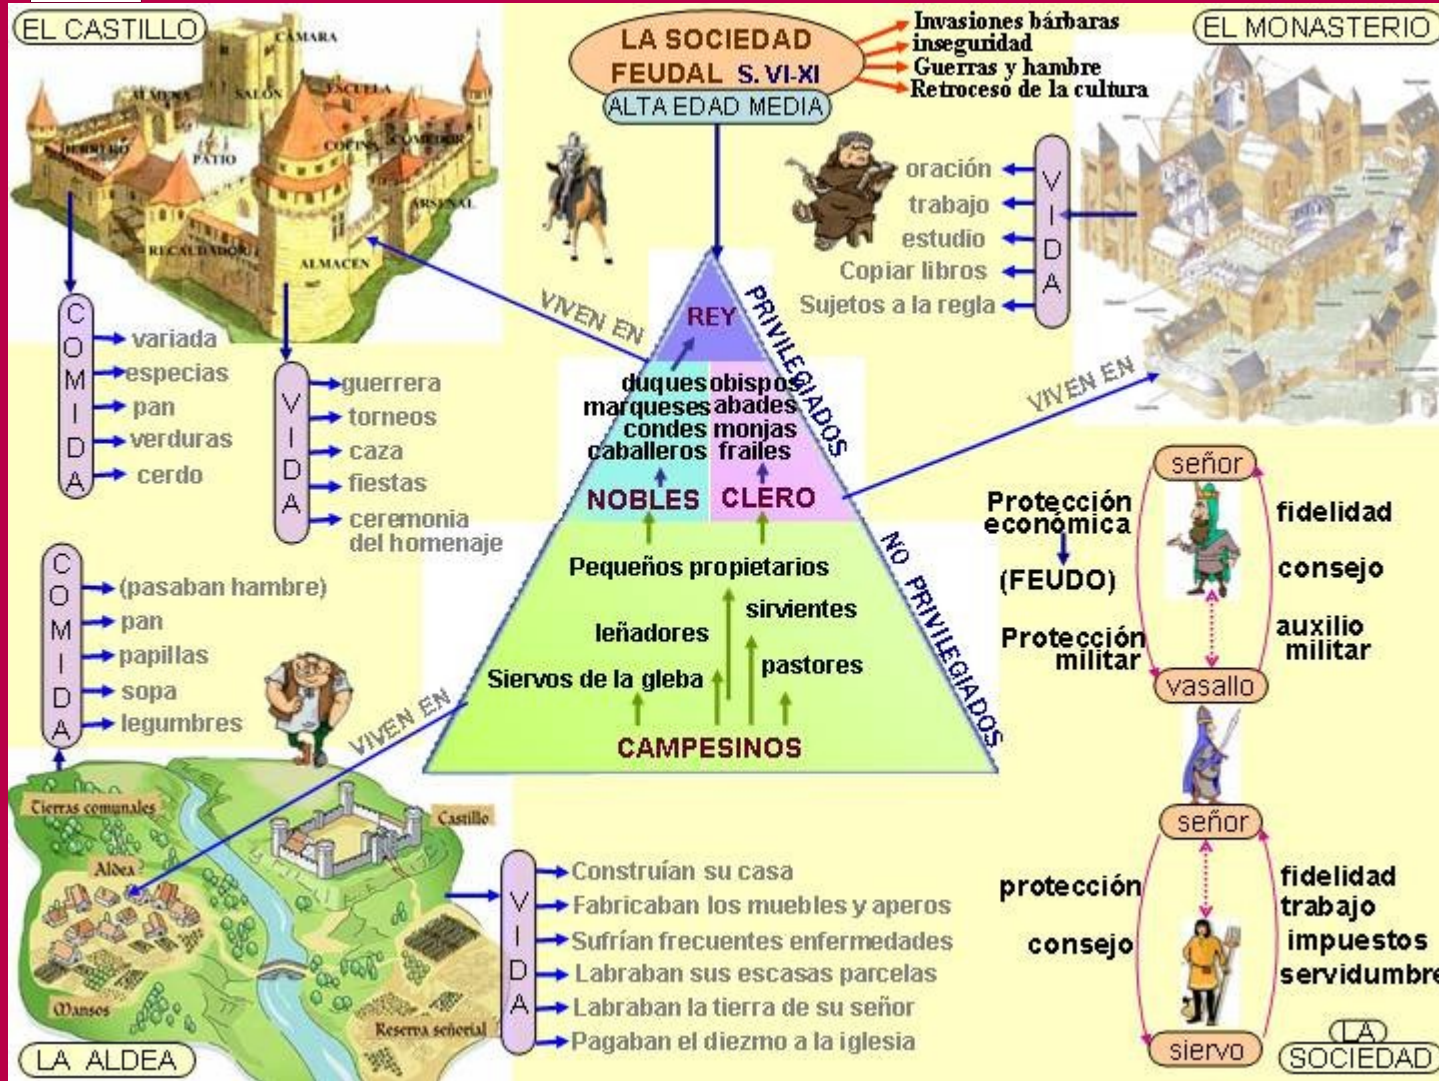 EL CASTILLO
CÁMARA
ALMENA
SALÓN
ESCUELA
HERRERO
PATIO
COCINA
COMEDOR
ARSENAL
RECAUDADOR
ALMACÉN
LA SOCIEDAD
FEUDAL S. VI-XI
ALTA EDAD MEDIA
Invasiones bárbaras
inseguridad
Guerras y hambre
Retroceso de la cultura
EL MONASTERIO
VIDA
oración
trabajo
estudio
Copiar libros
Sujetos a la regla
COMIDA
variada
especias
pan
verduras
cerdo
VIDA
guerrera
torneos
caza
fiestas
ceremonia
del homenaje
VIVEN EN
REY
PRIVILEGIADOS
duques obispos
marqueses abades
condes monjas
caballeros frailes
NOBLES CLERO
VIVEN EN
NO PRIVILEGIADOS
Pequeños propietarios
sirvientes
leñadores
pastores
Siervos de la gleba
CAMPESINOS
VIVEN EN
COMIDA
(pasaban hambre)
pan
papillas
sopa
legumbres
Tierras comunales
Castillo
Aldea
Mansos
Reserva señorial
LA ALDEA
VIDA
Construían su casa
Fabricaban los muebles y aperos
Sufrían frecuentes enfermedades
Labraban sus escasas parcelas
Labraban la tierra de su señor
Pagaban el diezmo a la iglesia
señor
Protección
económica
(FEUDO)
Protección
militar
fidelidad
consejo
auxilio
militar
vasallo
señor
protección
consejo
fidelidad
trabajo
impuestos
servidumbre
siervo
LA
SOCIEDAD